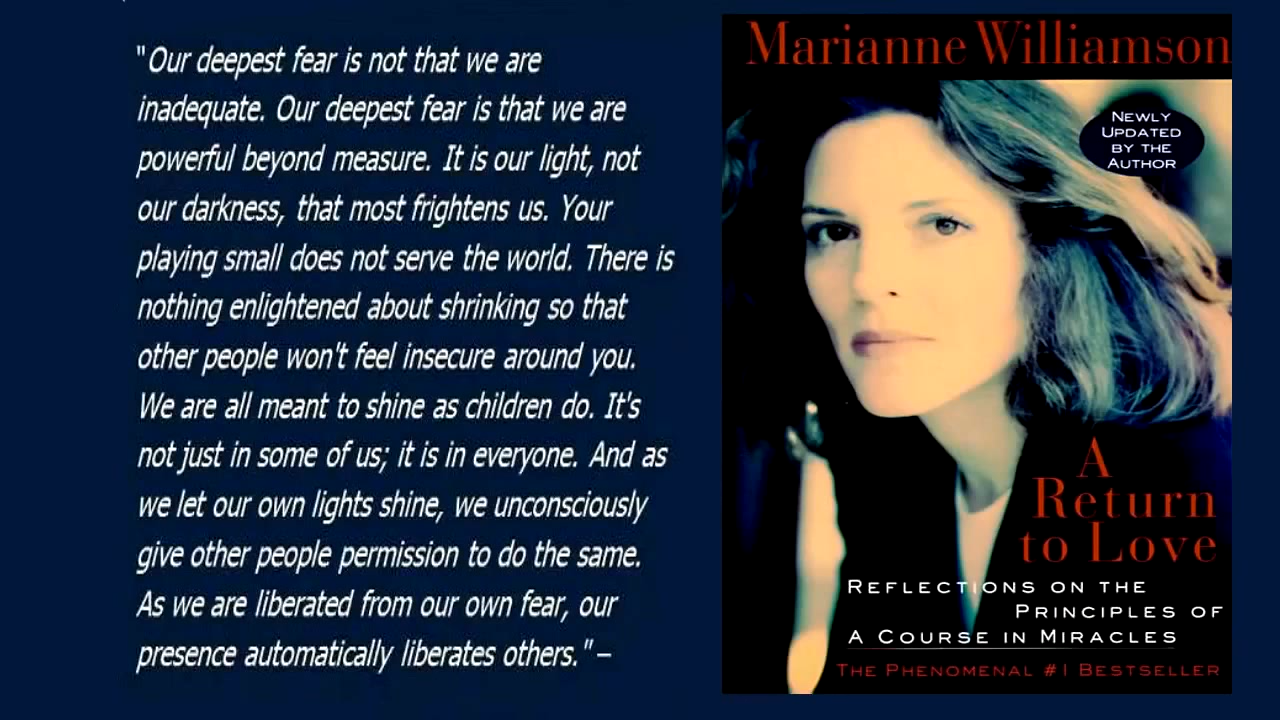 "Our deepest fear is not that we are
inadequate. Our deepest fear is that we are
powerful beyond measure. It is our light, not
our darkness, that most frightens us. Your
playing small does not serve the world. There is
nothing enlightened about shrinking so that
other people won't feel insecure around you.
We are all meant to shine as children do. It's
not just in some of us; it is in everyone. And as
we let our own lights shine, we unconsciously
give other people permission to do the same.
As we are liberated from our own fear, our
presence automatically liberates others." –
Marianne Williamson
NEWLY
UPDATED
BY THE
AUTHOR
A
Return
to Love
REFLECTIONS ON THE
PRINCIPLES OF
A COURSE IN MIRACLES
THE PHENOMENAL #1 BESTSELLER